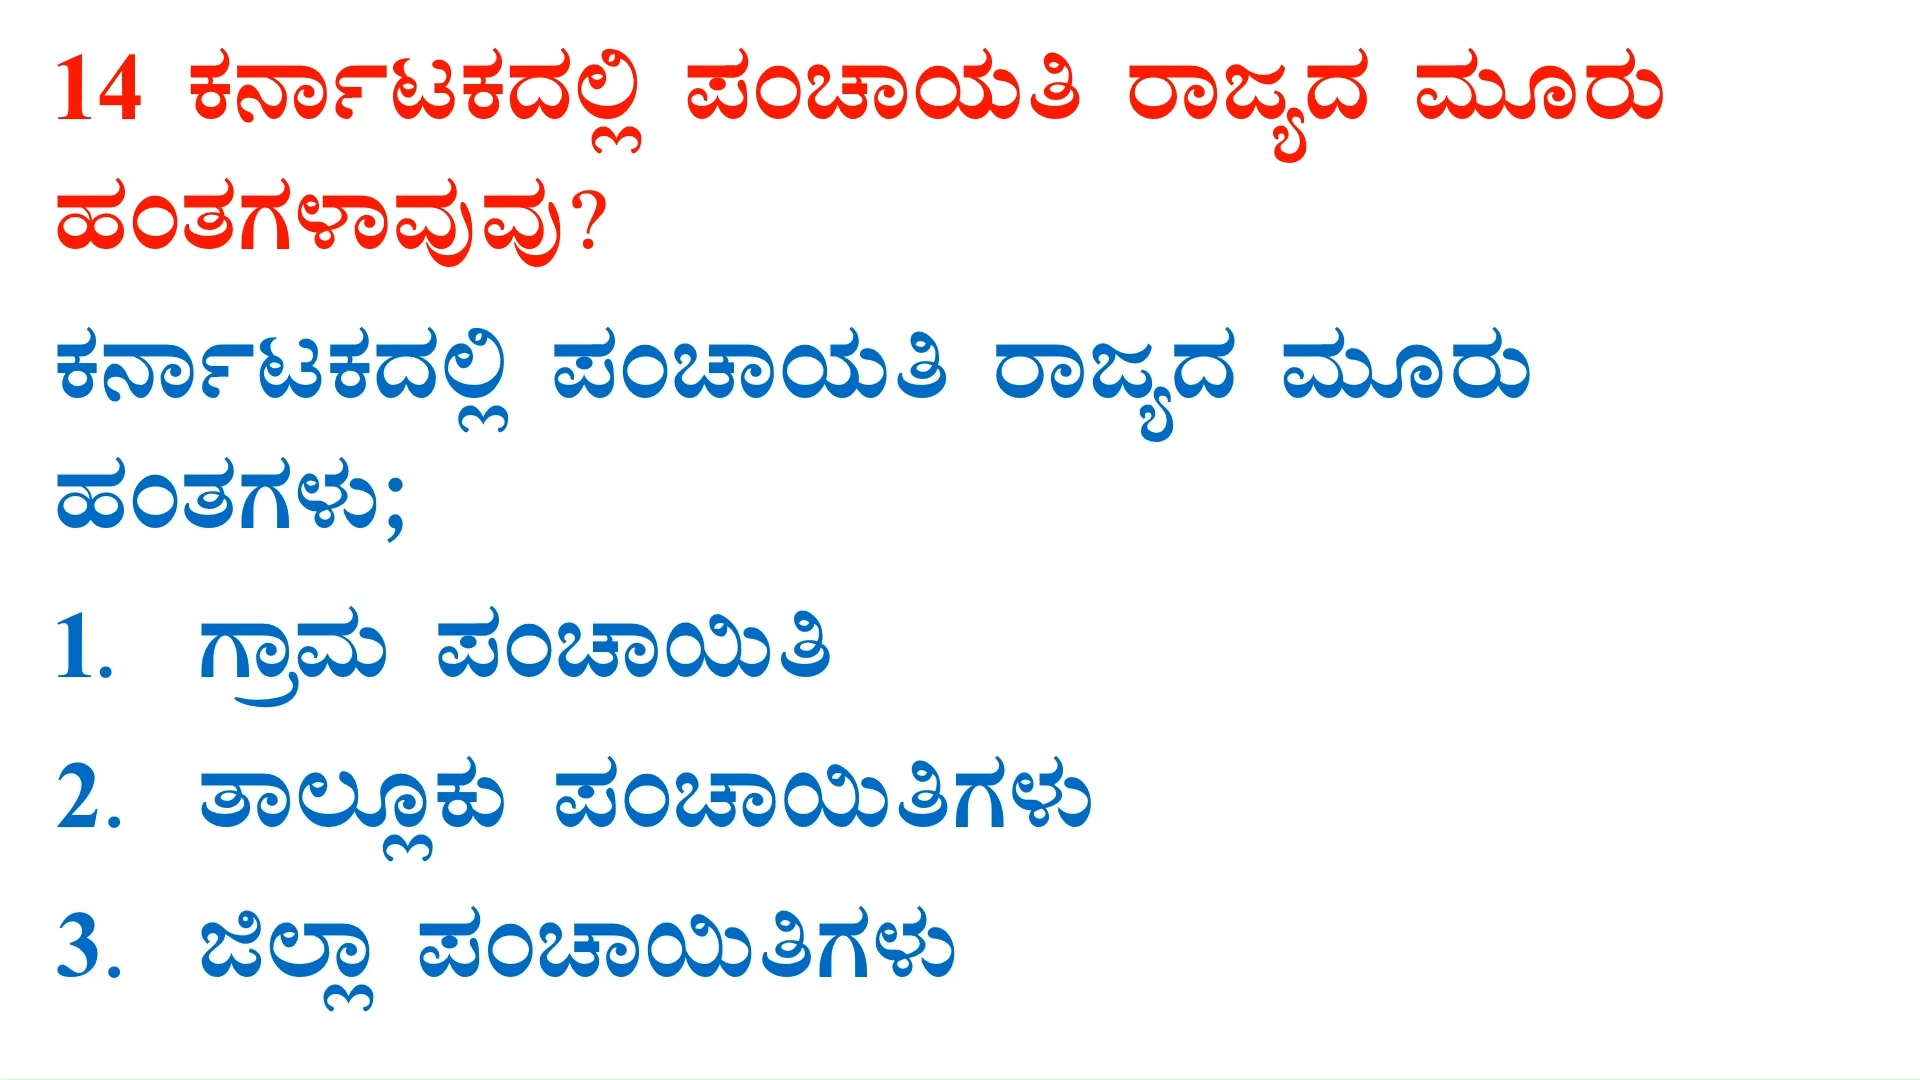 14 ಕರ್ನಾಟಕದಲ್ಲಿ ಪಂಚಾಯತಿ ರಾಜ್ಯದ ಮೂರು
ಹಂತಗಳಾವುವು?
ಕರ್ನಾಟಕದಲ್ಲಿ ಪಂಚಾಯತಿ ರಾಜ್ಯದ ಮೂರು
ಹಂತಗಳು;
1. ಗ್ರಾಮ ಪಂಚಾಯಿತಿ
2. ತಾಲ್ಲೂಕು ಪಂಚಾಯಿತಿಗಳು
3. ಜಿಲ್ಲಾ ಪಂಚಾಯಿತಿಗಳು